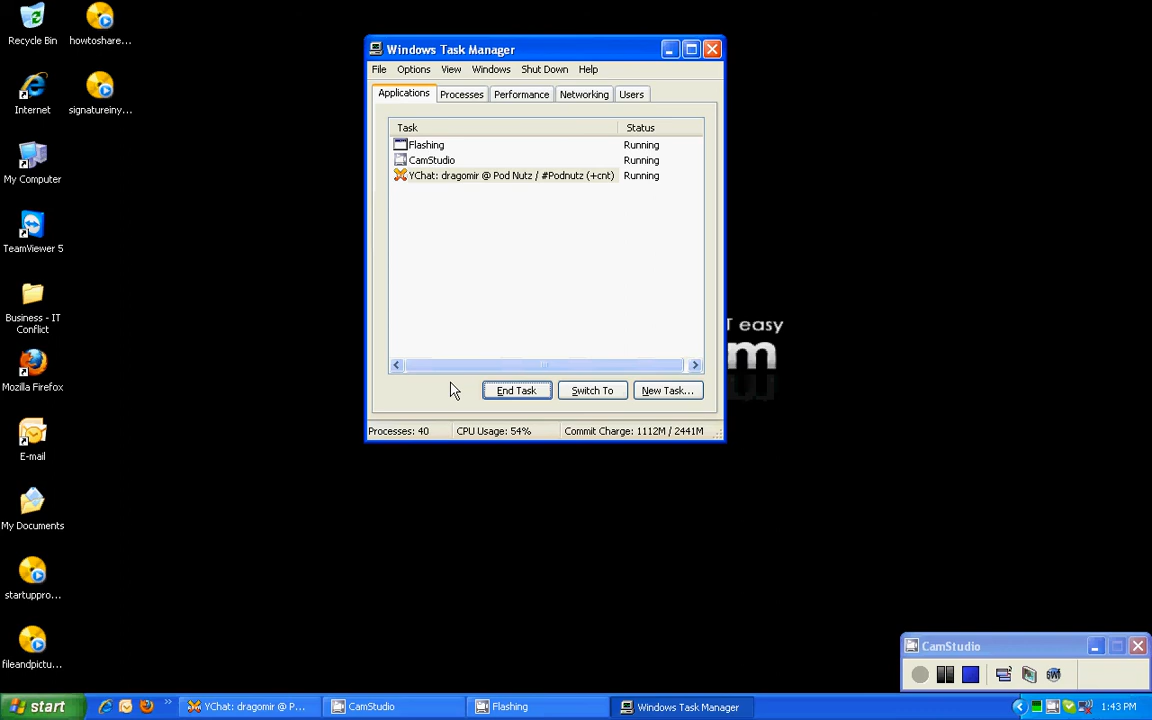 Recycle Bin
howtoshare...
Internet
signatureiny...
My Computer
TeamViewer 5
Business - IT
Conflict
Mozilla Firefox
E-mail
My Documents
startuppro...
fileandpictu...
Windows Task Manager
File Options View Windows Shut Down Help
Applications Processes Performance Networking Users
Task Status
Flashing Running
CamStudio Running
YChat: dragomir @ Pod Nutz / #Podnutz (+cnt) Running
End Task Switch To New Task...
Processes: 40 CPU Usage: 54% Commit Charge: 1112M / 2441M
T easy
m
CamStudio
start
YChat: dragomir @ P...
CamStudio
Flashing
Windows Task Manager
1:43 PM